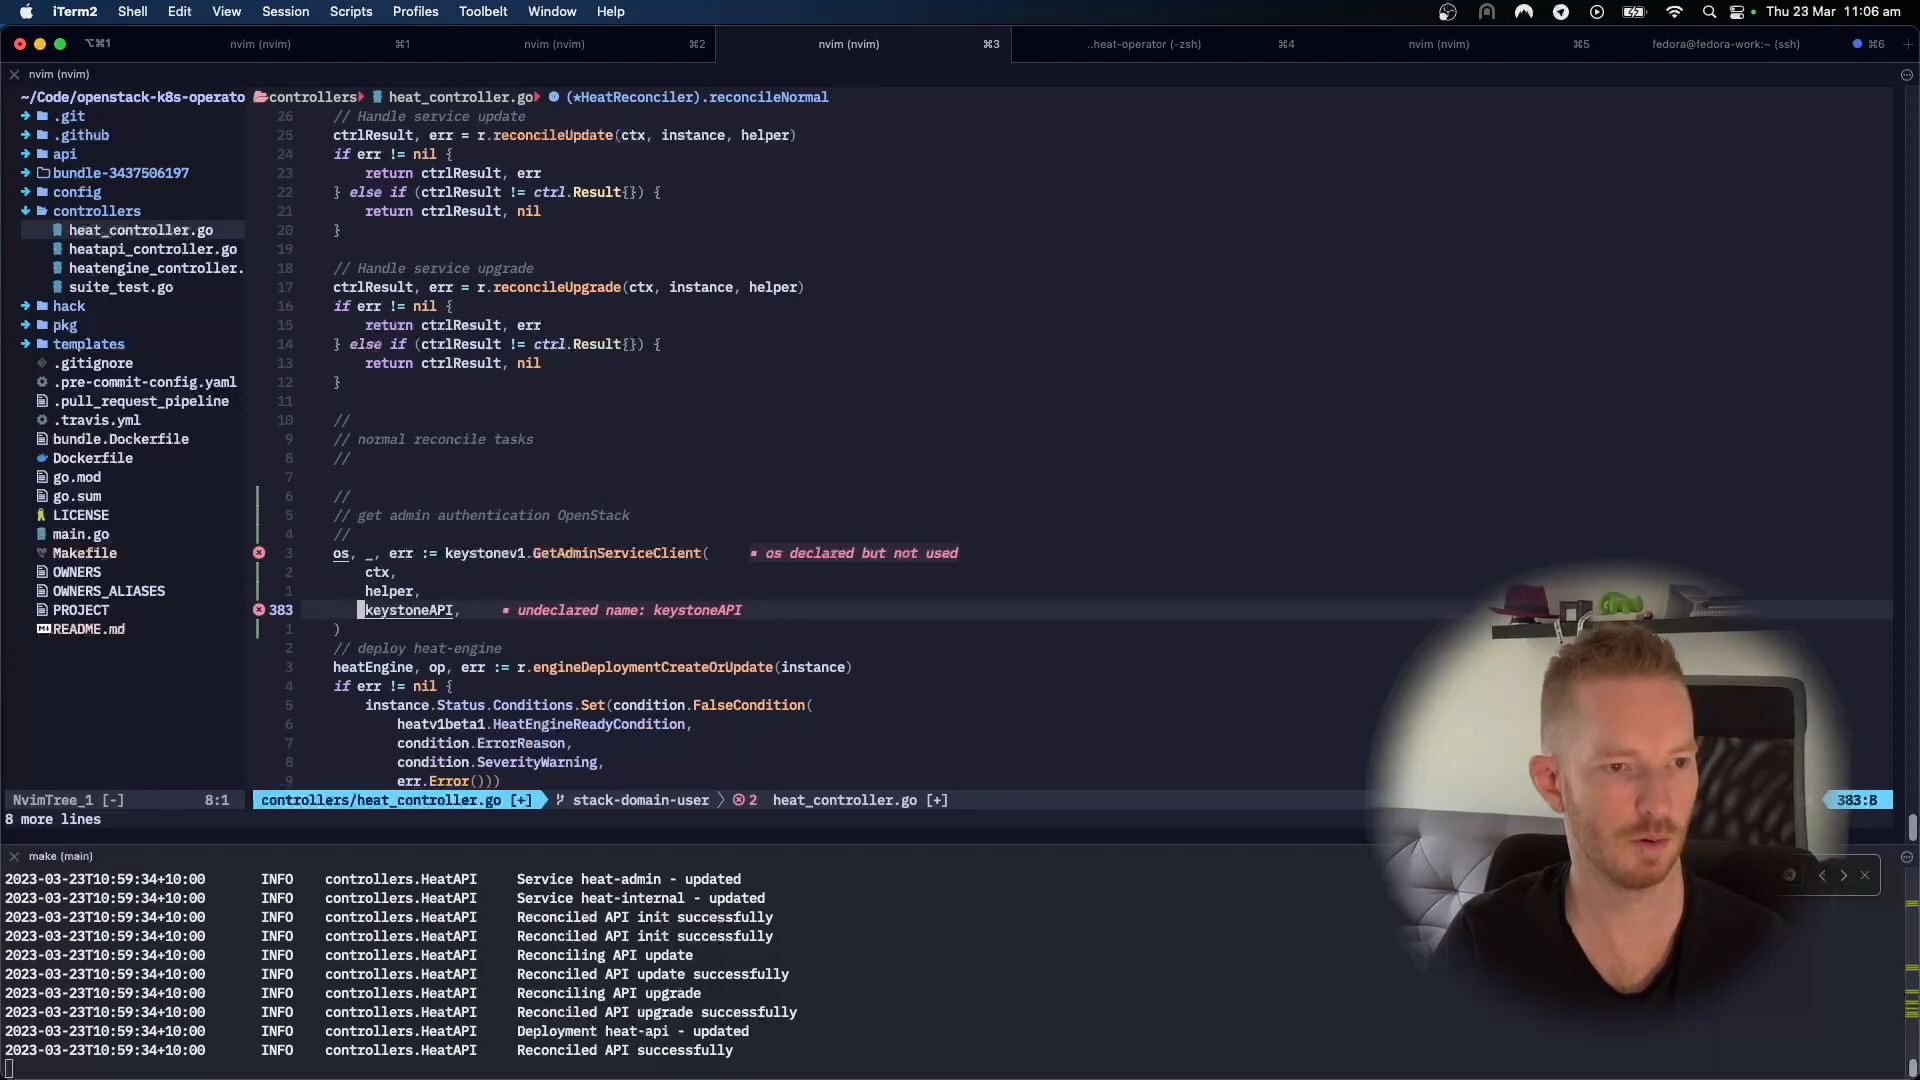 iTerm2 Shell Edit View Session Scripts Profiles Toolbelt Window Help Thu 23 Mar 11:06 am
⌥⌘1 nvim (nvim) ⌘1 nvim (nvim) ⌘2 nvim (nvim) ⌘3 ..heat-operator (-zsh) ⌘4 nvim (nvim) ⌘5 fedora@fedora-work:~ (ssh) ⌘6
nvim (nvim)
~/Code/openstack-k8s-operato
.git
.github
api
bundle-3437506197
config
controllers
heat_controller.go
heatapi_controller.go
heatengine_controller.
suite_test.go
hack
pkg
templates
.gitignore
.pre-commit-config.yaml
.pull_request_pipeline
.travis.yml
bundle.Dockerfile
Dockerfile
go.mod
go.sum
LICENSE
main.go
Makefile
OWNERS
OWNERS_ALIASES
PROJECT
README.md
controllers heat_controller.go (*HeatReconciler).reconcileNormal
26 // Handle service update
25 ctrlResult, err = r.reconcileUpdate(ctx, instance, helper)
24 if err != nil {
23 return ctrlResult, err
22 } else if (ctrlResult != ctrl.Result{}) {
21 return ctrlResult, nil
20 }
19
18 // Handle service upgrade
17 ctrlResult, err = r.reconcileUpgrade(ctx, instance, helper)
16 if err != nil {
15 return ctrlResult, err
14 } else if (ctrlResult != ctrl.Result{}) {
13 return ctrlResult, nil
12 }
11
10 //
9 // normal reconcile tasks
8 //
7
6 //
5 // get admin authentication OpenStack
4 //
3 os, _, err := keystonev1.GetAdminServiceClient( ▪ os declared but not used
2 ctx,
1 helper,
383 keystoneAPI, ▪ undeclared name: keystoneAPI
1 )
2 // deploy heat-engine
3 heatEngine, op, err := r.engineDeploymentCreateOrUpdate(instance)
4 if err != nil {
5 instance.Status.Conditions.Set(condition.FalseCondition(
6 heatv1beta1.HeatEngineReadyCondition,
7 condition.ErrorReason,
8 condition.SeverityWarning,
9 err.Error()))
NvimTree_1 [-] 8:1 controllers/heat_controller.go [+] stack-domain-user 2 heat_controller.go [+] 383:8
8 more lines
make (main)
2023-03-23T10:59:34+10:00 INFO controllers.HeatAPI Service heat-admin - updated
2023-03-23T10:59:34+10:00 INFO controllers.HeatAPI Service heat-internal - updated
2023-03-23T10:59:34+10:00 INFO controllers.HeatAPI Reconciled API init successfully
2023-03-23T10:59:34+10:00 INFO controllers.HeatAPI Reconciled API init successfully
2023-03-23T10:59:34+10:00 INFO controllers.HeatAPI Reconciling API update
2023-03-23T10:59:34+10:00 INFO controllers.HeatAPI Reconciled API update successfully
2023-03-23T10:59:34+10:00 INFO controllers.HeatAPI Reconciling API upgrade
2023-03-23T10:59:34+10:00 INFO controllers.HeatAPI Reconciled API upgrade successfully
2023-03-23T10:59:34+10:00 INFO controllers.HeatAPI Deployment heat-api - updated
2023-03-23T10:59:34+10:00 INFO controllers.HeatAPI Reconciled API successfully